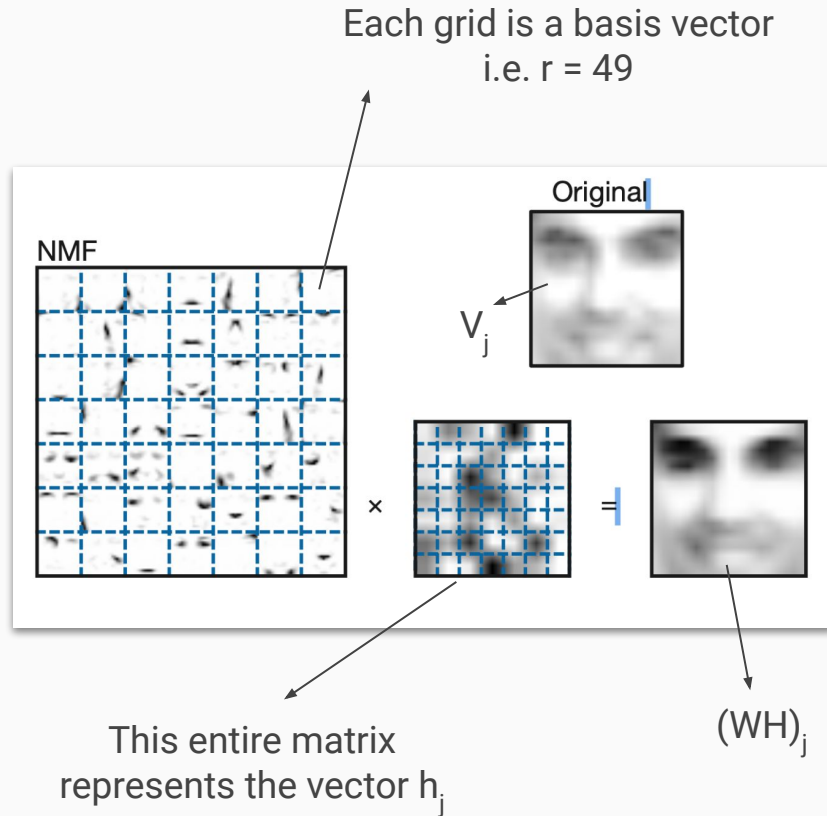 Each grid is a basis vector
i.e. r = 49
Original
NMF
Vj
×
=
This entire matrix
represents the vector hj
(WH)j